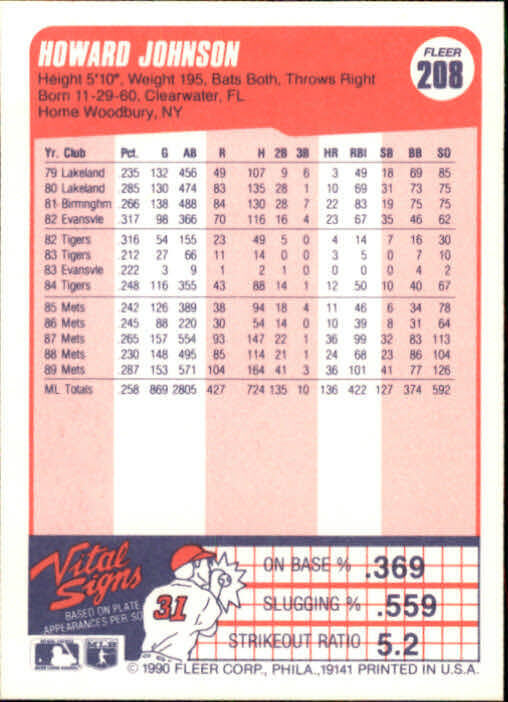 HOWARD JOHNSON
FLEER
208
Height 5'10", Weight 195, Bats Both, Throws Right
Born 11-29-60, Clearwater, FL
Home Woodbury, NY
Yr. Club Pct. G AB R H 2B 3B HR RBI SB BB SO
79 Lakeland .235 132 456 49 107 9 6 3 49 18 69 85
80 Lakeland .285 130 474 83 135 28 1 10 69 31 73 75
81 Birminghm .266 138 488 84 130 28 7 22 83 19 75 75
82 Evansvle .317 98 366 70 116 16 4 23 67 35 46 62
82 Tigers .316 54 155 23 49 5 0 4 14 7 16 30
83 Tigers .212 27 66 11 14 0 0 3 5 0 7 10
83 Evansvle .222 3 9 1 2 1 0 0 0 0 4 2
84 Tigers .248 116 355 43 88 14 1 12 50 10 40 67
85 Mets .242 126 389 38 94 18 4 11 46 6 34 78
86 Mets .245 88 220 30 54 14 0 10 39 8 31 64
87 Mets .265 157 554 93 147 22 1 36 99 32 83 113
88 Mets .230 148 495 85 114 21 1 24 68 23 86 104
89 Mets .287 153 571 104 164 41 3 36 101 41 77 126
ML Totals .258 869 2805 427 724 135 10 136 422 127 374 592
Vital Signs
BASED ON PLATE
APPEARANCES PER SO
31
ON BASE % .369
SLUGGING % .559
STRIKEOUT RATIO 5.2
© 1990 FLEER CORP., PHILA., 19141 PRINTED IN U.S.A.